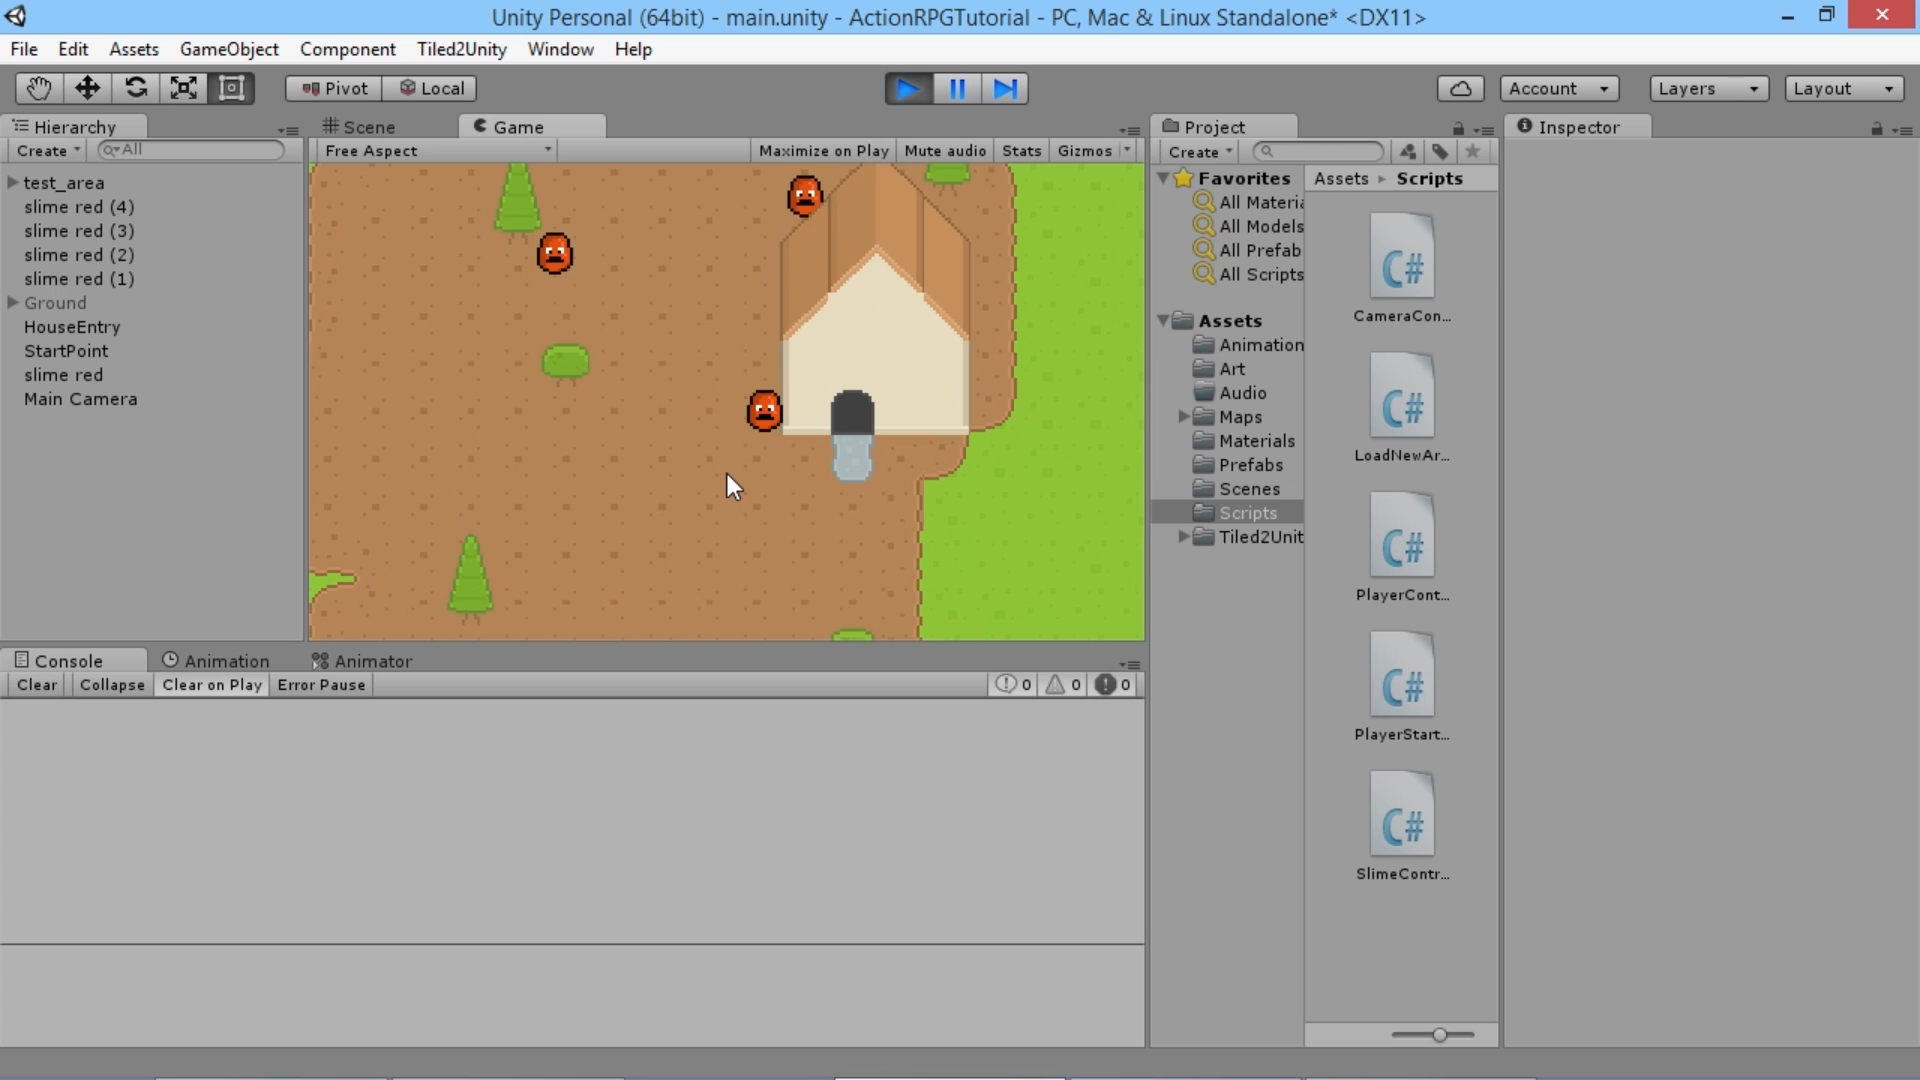 Unity Personal (64bit) - main.unity - ActionRPGTutorial - PC, Mac & Linux Standalone* <DX11>
File Edit Assets GameObject Component Tiled2Unity Window Help
Pivot Local Account Layers Layout
Hierarchy
Create All
test_area
slime red (4)
slime red (3)
slime red (2)
slime red (1)
Ground
HouseEntry
StartPoint
slime red
Main Camera
Scene Game
Free Aspect Maximize on Play Mute audio Stats Gizmos
Console Animation Animator
Clear Collapse Clear on Play Error Pause 0 0 0
Project
Create
Favorites
All Materia
All Models
All Prefab
All Scripts
Assets
Animation
Art
Audio
Maps
Materials
Prefabs
Scenes
Scripts
Tiled2Unit
Assets Scripts
C#
CameraCon...
C#
LoadNewAr...
C#
PlayerCont...
C#
PlayerStart...
C#
SlimeContr...
Inspector